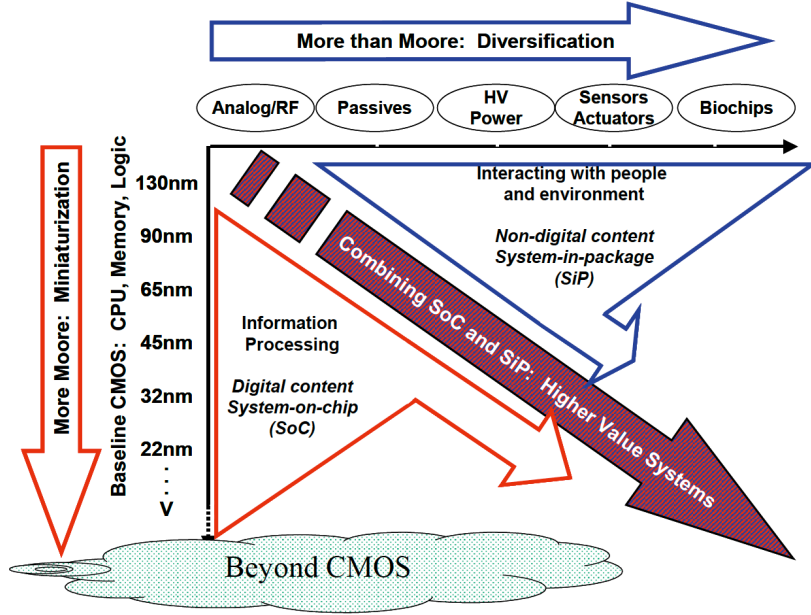 More than Moore: Diversification
Analog/RF
Passives
HV
Power
Sensors
Actuators
Biochips
More Moore: Miniaturization
Baseline CMOS: CPU, Memory, Logic
130nm
90nm
65nm
45nm
32nm
22nm
.
.
.
V
Interacting with people
and environment
Non-digital content
System-in-package
(SiP)
Combining SoC and SiP: Higher Value Systems
Information
Processing
Digital content
System-on-chip
(SoC)
Beyond CMOS